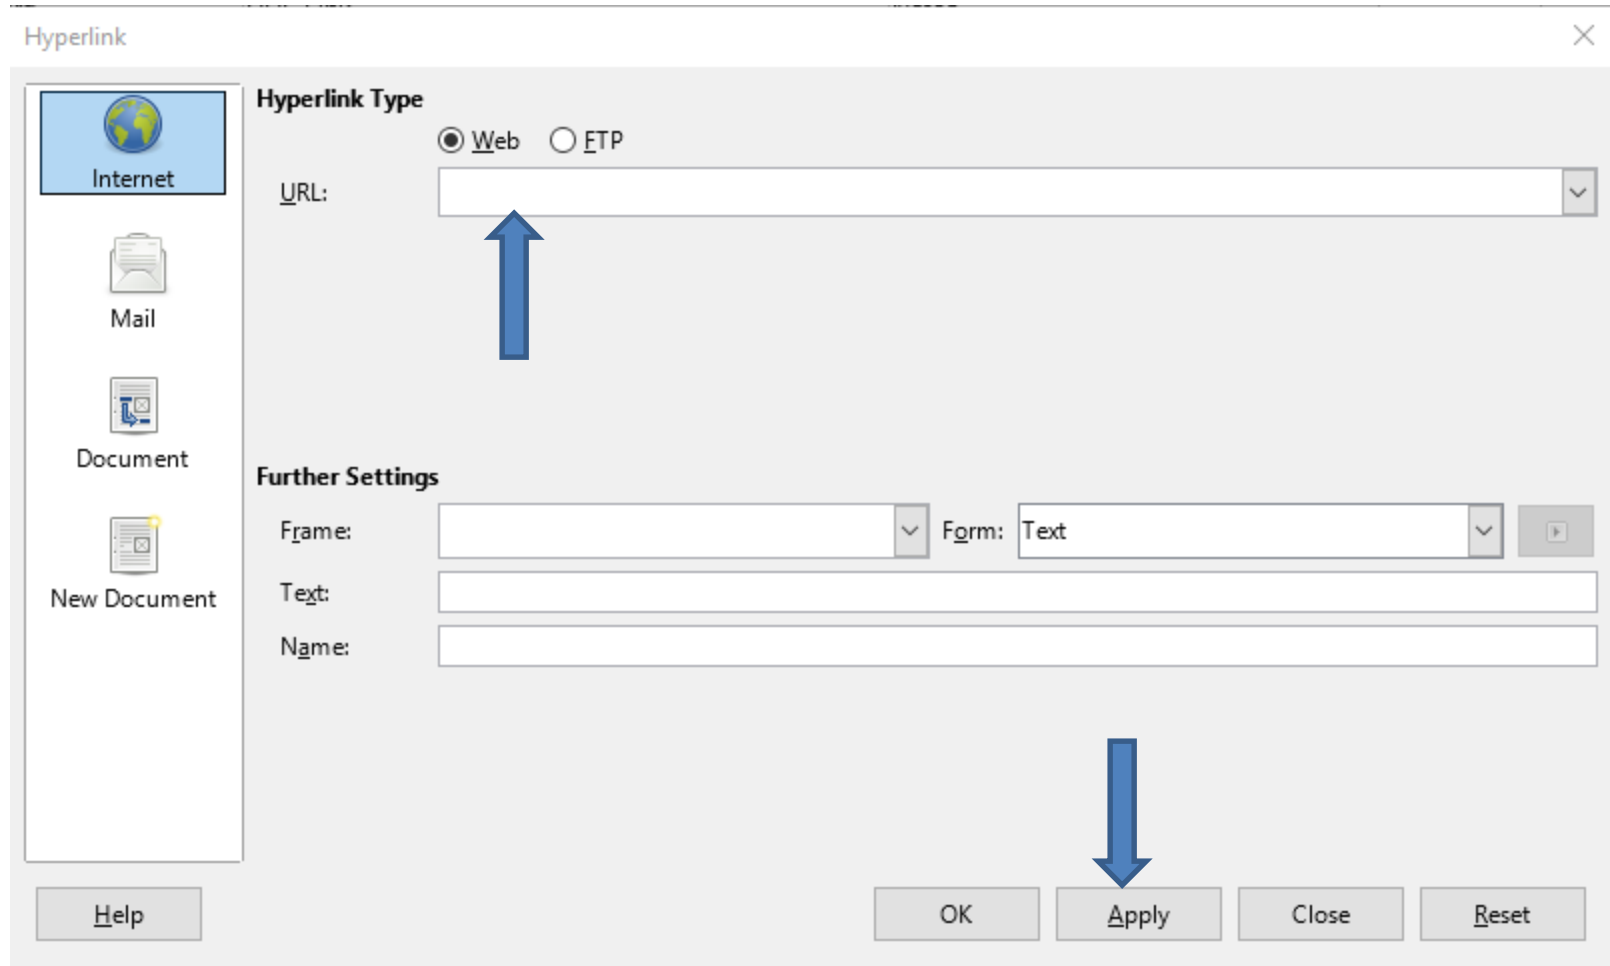 Hyperlink
Internet
Mail
Document
New Document
Hyperlink Type
Web FTP
URL:
Further Settings
Frame: Form: Text
Text:
Name:
Help OK Apply Close Reset